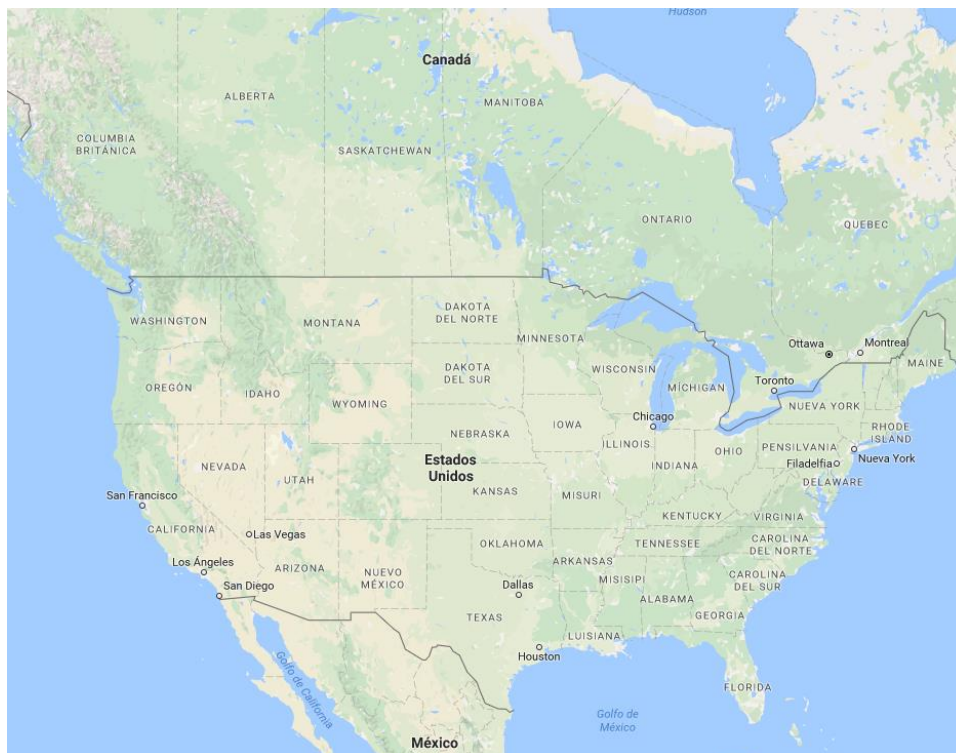 Hudson
Canadá
ALBERTA
MANITOBA
COLUMBIA
BRITÁNICA
SASKATCHEWAN
ONTARIO
QUEBEC
WASHINGTON
MONTANA
DAKOTA
DEL NORTE
MINNESOTA
Ottawa
Montreal
MAINE
OREGÓN
IDAHO
DAKOTA
DEL SUR
WISCONSIN
MÍCHIGAN
Toronto
WYOMING
NUEVA YORK
Chicago
IOWA
NEBRASKA
RHODE
ISLAND
ILLINOIS
OHIO
PENSILVANIA
Nueva York
NEVADA
UTAH
Estados
Unidos
INDIANA
Filadelfia
DELAWARE
KANSAS
MISURI
San Francisco
CALIFORNIA
KENTUCKY
VIRGINIA
Las Vegas
OKLAHOMA
TENNESSEE
CAROLINA
DEL NORTE
Los Ángeles
ARIZONA
NUEVO
MÉXICO
ARKANSAS
MISISIPI
CAROLINA
DEL SUR
San Diego
Dallas
ALABAMA
GEORGIA
TEXAS
LUISIANA
Houston
Golfo de California
FLORIDA
Golfo de
México
México